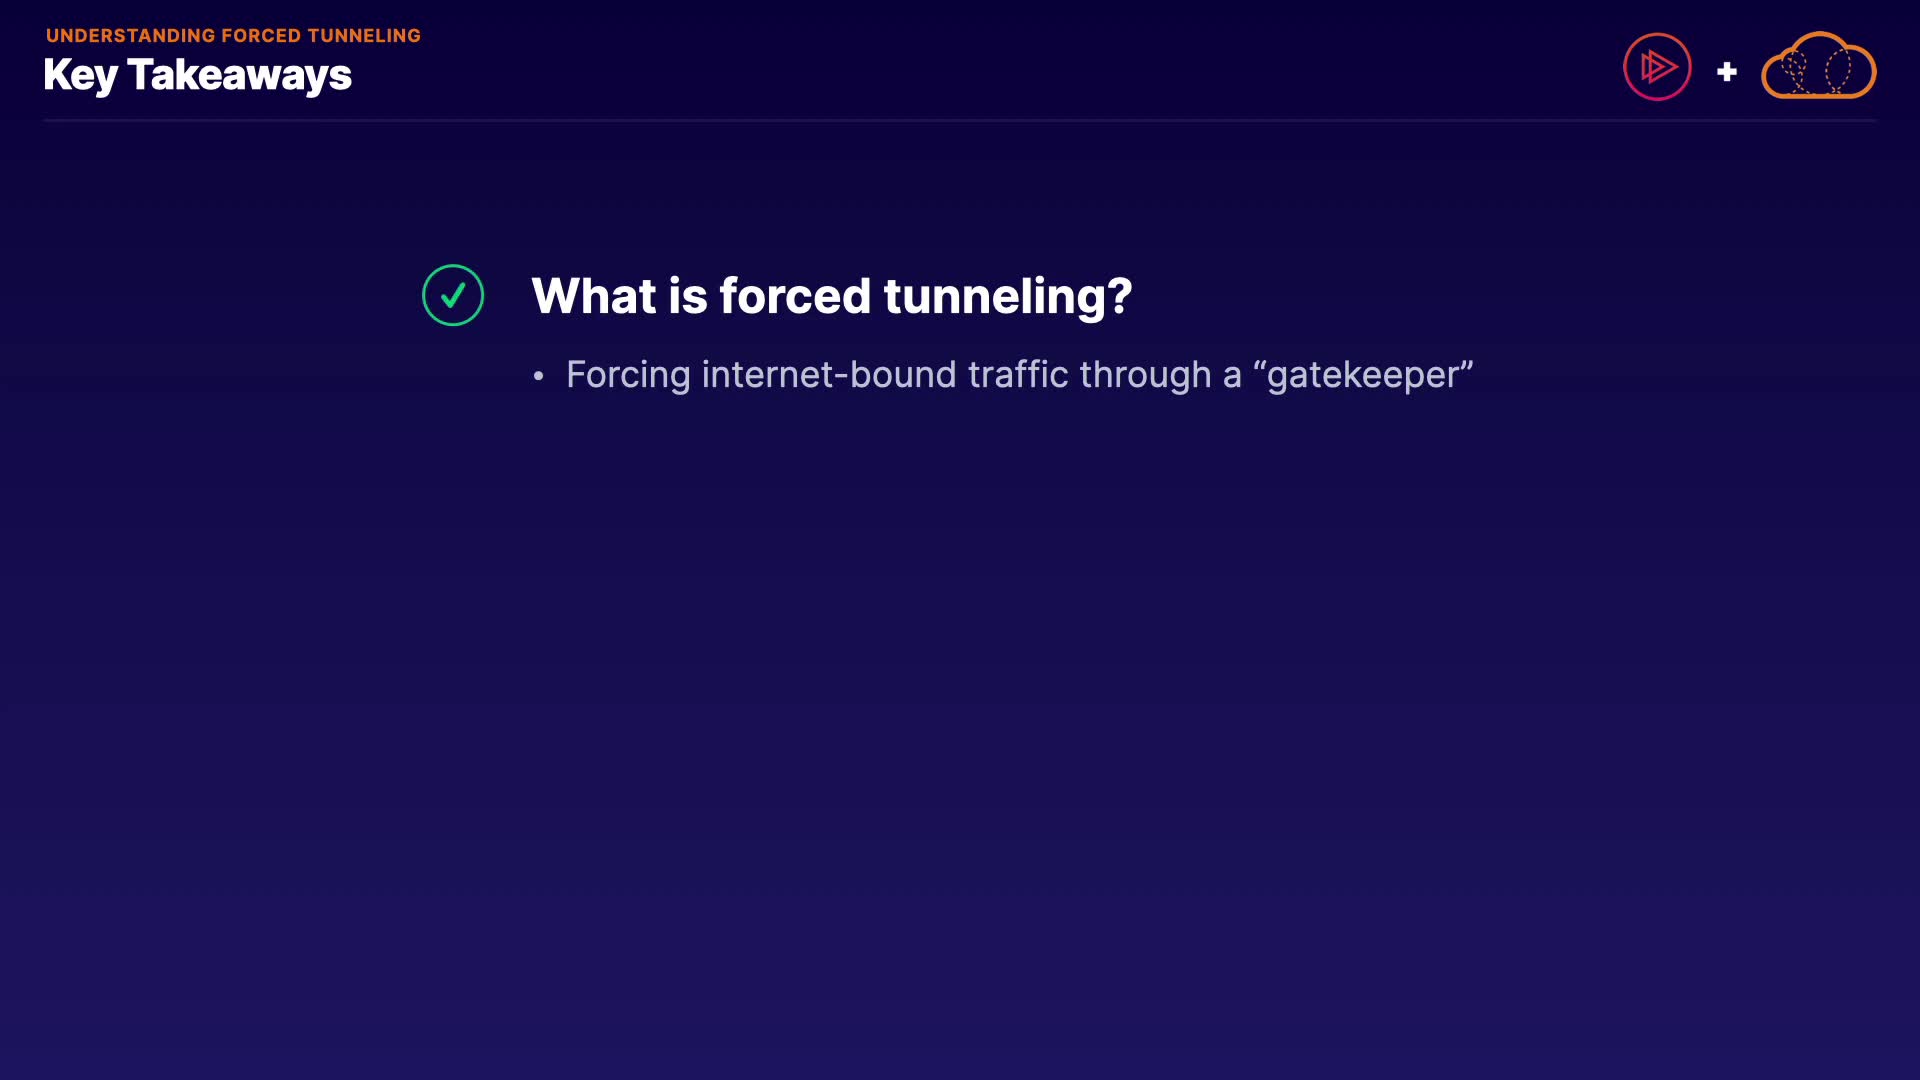 UNDERSTANDING FORCED TUNNELING
Key Takeaways
+
What is forced tunneling?
• Forcing internet-bound traffic through a “gatekeeper”